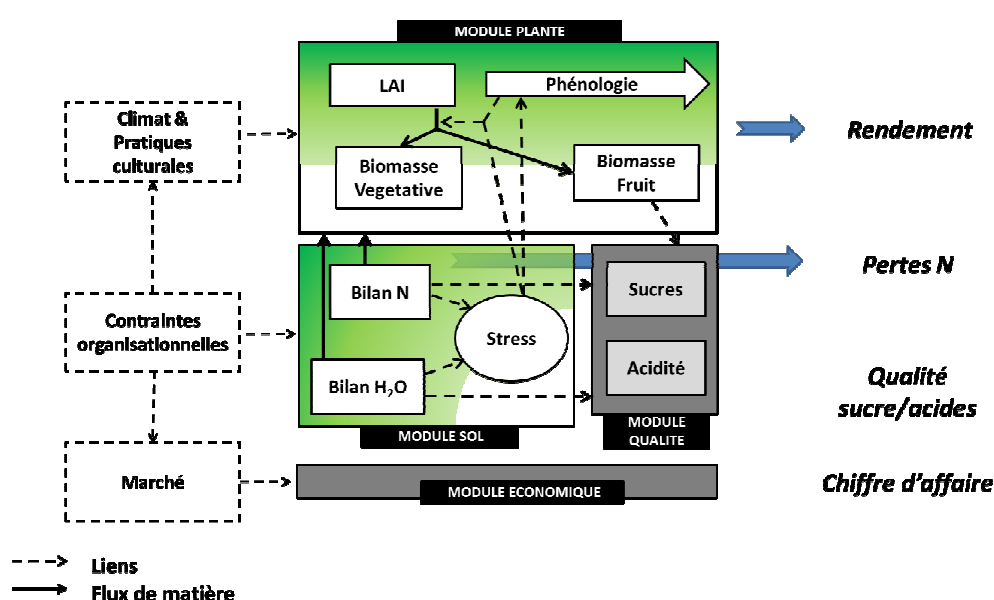 MODULE PLANTE
LAI
Phénologie
Climat &
Pratiques
culturales
Biomasse
Vegetative
Biomasse
Fruit
Rendement
Bilan N
Sucres
Pertes N
Contraintes
organisationnelles
Stress
Bilan H₂O
Acidité
Qualité
sucre/acides
MODULE SOL
MODULE
QUALITE
Marché
MODULE ECONOMIQUE
Chiffre d’affaire
Liens
Flux de matière